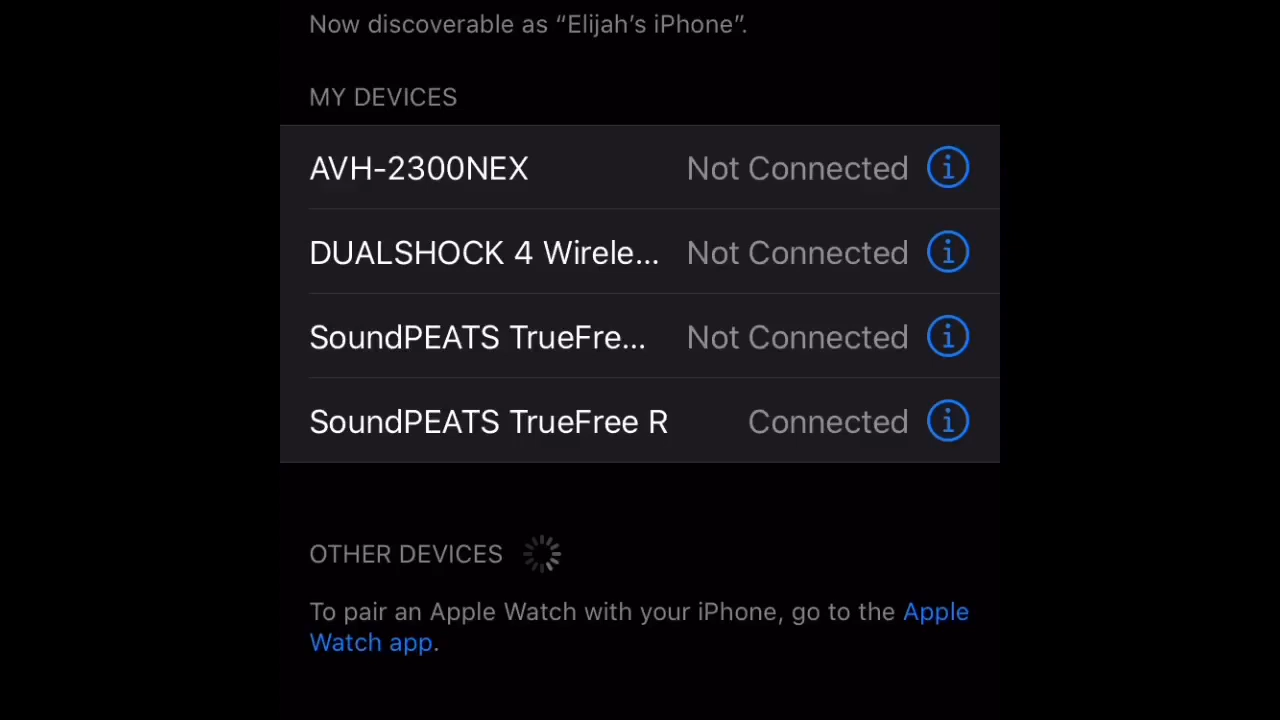 Now discoverable as “Elijah’s iPhone”.
MY DEVICES
AVH-2300NEX Not Connected
DUALSHOCK 4 Wirele... Not Connected
SoundPEATS TrueFre... Not Connected
SoundPEATS TrueFree R Connected
OTHER DEVICES
To pair an Apple Watch with your iPhone, go to the Apple
Watch app.